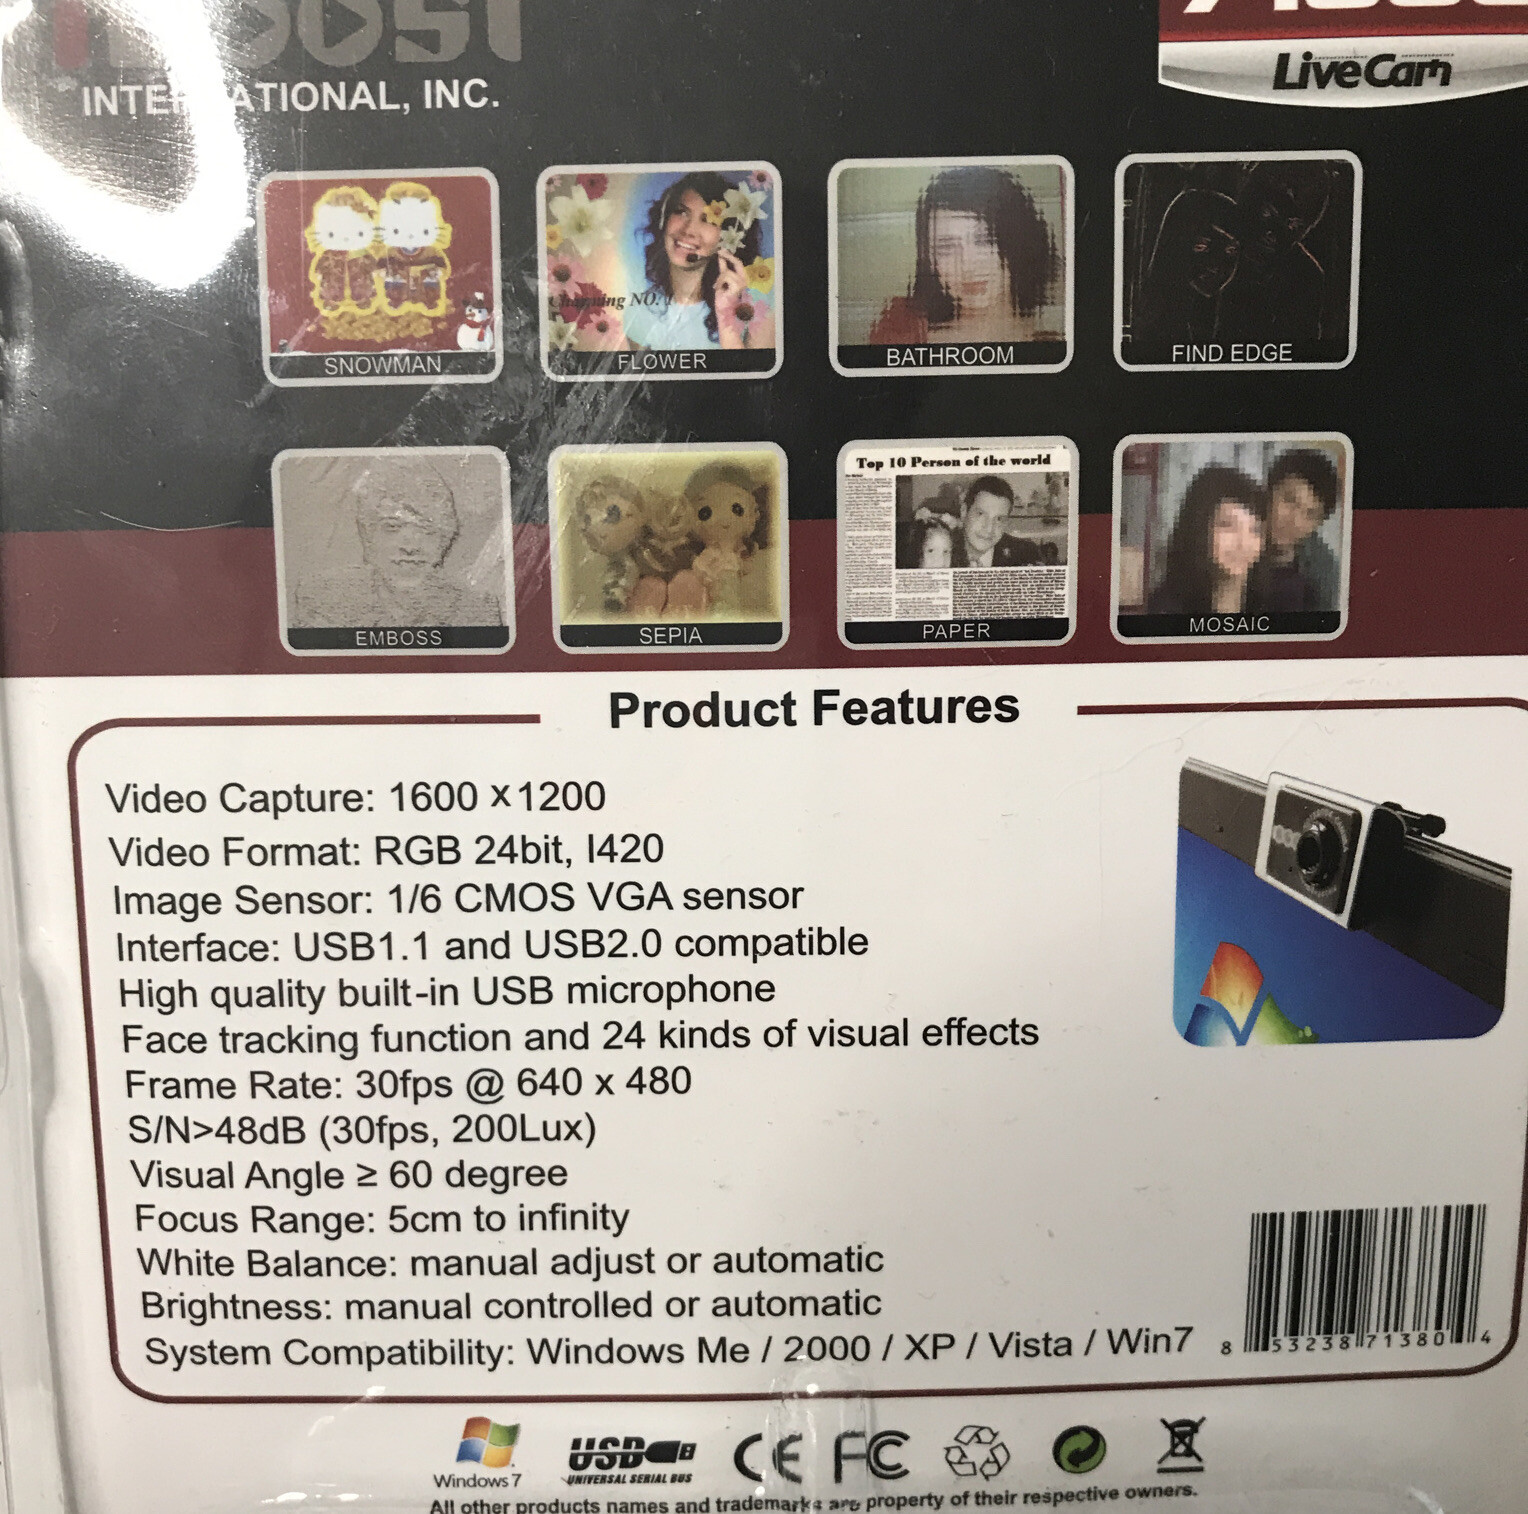 INTERNATIONAL, INC.
LiveCam
Charming NO.1
SNOWMAN
FLOWER
BATHROOM
FIND EDGE
Top 10 Person of the world
EMBOSS
SEPIA
PAPER
MOSAIC
Product Features
Video Capture: 1600 x 1200
Video Format: RGB 24bit, I420
Image Sensor: 1/6 CMOS VGA sensor
Interface: USB1.1 and USB2.0 compatible
High quality built-in USB microphone
Face tracking function and 24 kinds of visual effects
Frame Rate: 30fps @ 640 x 480
S/N>48dB (30fps, 200Lux)
Visual Angle ≥ 60 degree
Focus Range: 5cm to infinity
White Balance: manual adjust or automatic
Brightness: manual controlled or automatic
System Compatibility: Windows Me / 2000 / XP / Vista / Win7
8 53238 71380 4
Windows 7
USB
UNIVERSAL SERIAL BUS
CE FC
All other products names and trademarks are property of their respective owners.